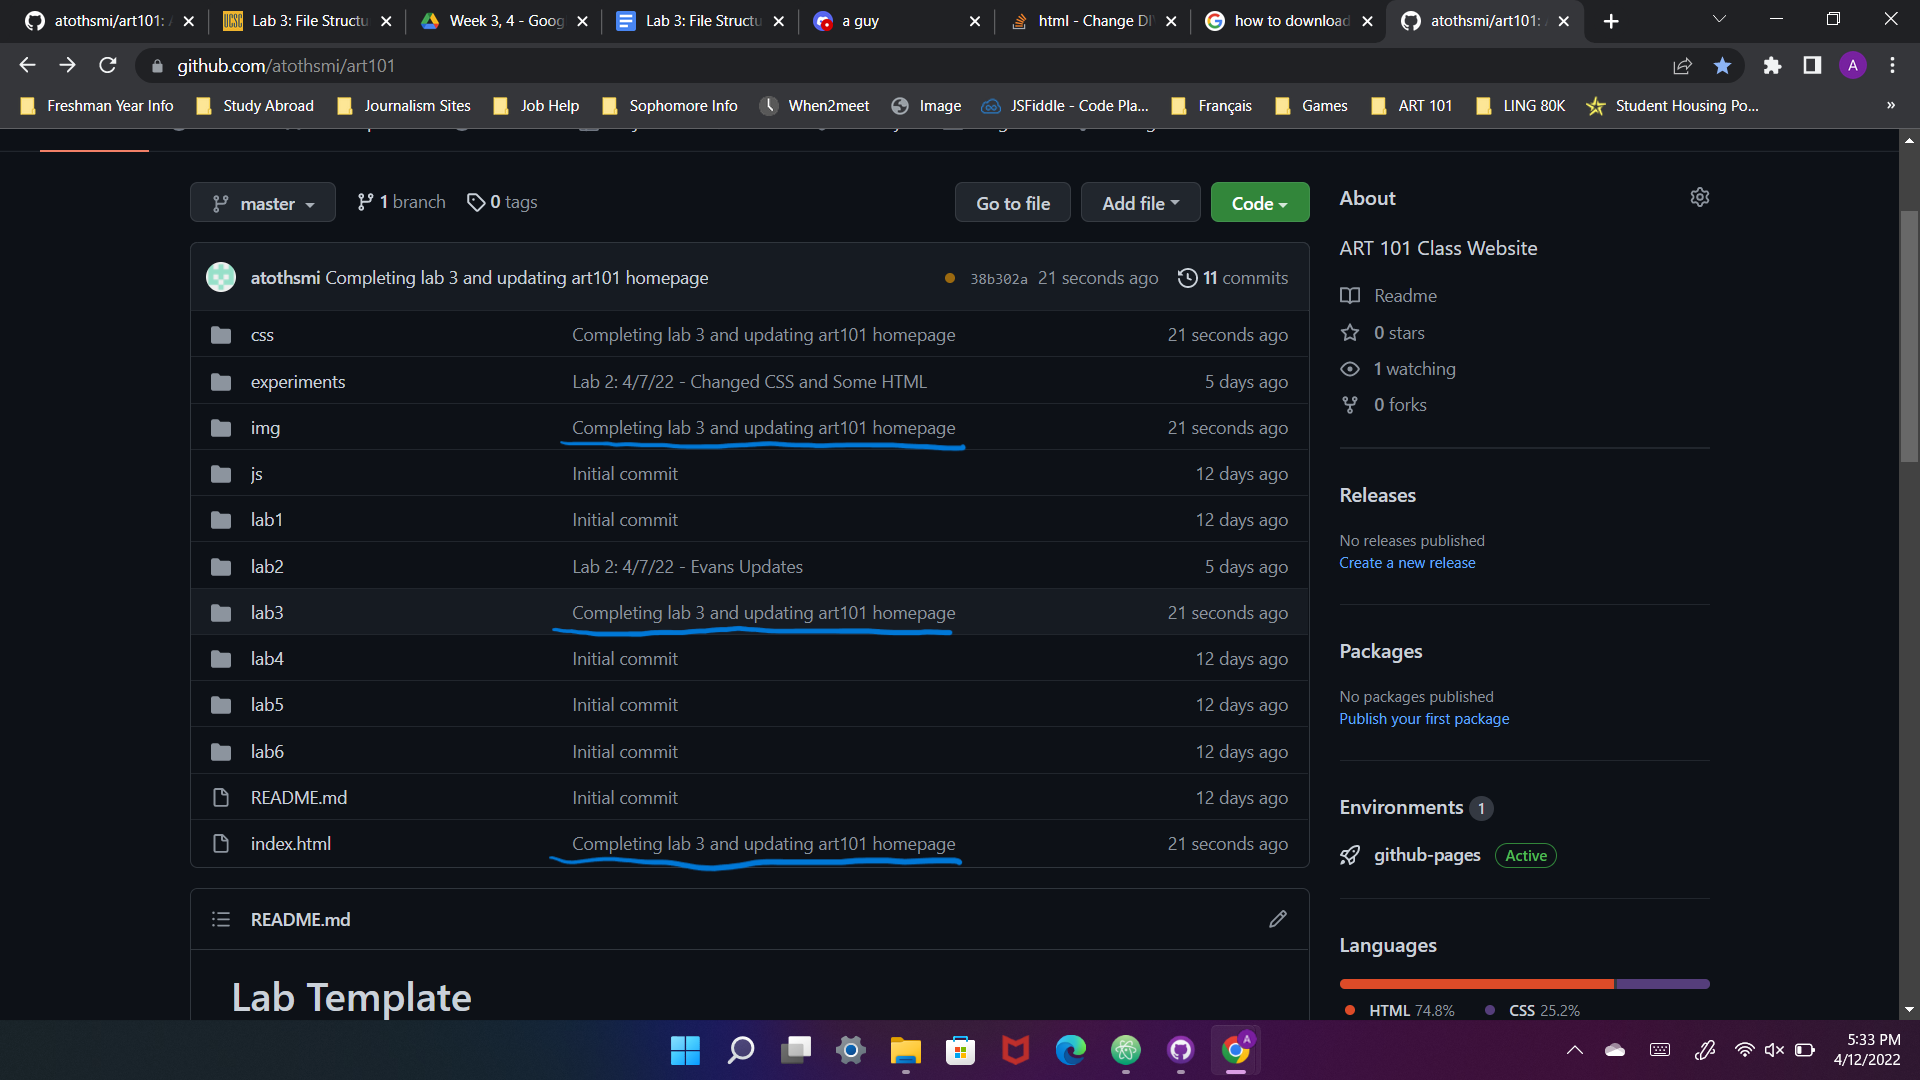 atothsmi/art101: Lab 3: File Structu Week 3, 4 - Goog Lab 3: File Structu a guy html - Change DI how to download atothsmi/art101:
github.com/atothsmi/art101
Freshman Year Info Study Abroad Journalism Sites Job Help Sophomore Info When2meet Image JSFiddle - Code Pla... Français Games ART 101 LING 80K Student Housing Po... »
master 1 branch 0 tags Go to file Add file Code
atothsmi Completing lab 3 and updating art101 homepage 38b302a 21 seconds ago 11 commits
css Completing lab 3 and updating art101 homepage 21 seconds ago
experiments Lab 2: 4/7/22 - Changed CSS and Some HTML 5 days ago
img Completing lab 3 and updating art101 homepage 21 seconds ago
js Initial commit 12 days ago
lab1 Initial commit 12 days ago
lab2 Lab 2: 4/7/22 - Evans Updates 5 days ago
lab3 Completing lab 3 and updating art101 homepage 21 seconds ago
lab4 Initial commit 12 days ago
lab5 Initial commit 12 days ago
lab6 Initial commit 12 days ago
README.md Initial commit 12 days ago
index.html Completing lab 3 and updating art101 homepage 21 seconds ago
README.md
Lab Template
About
ART 101 Class Website
Readme
0 stars
1 watching
0 forks
Releases
No releases published
Create a new release
Packages
No packages published
Publish your first package
Environments 1
github-pages Active
Languages
HTML 74.8% CSS 25.2%
5:33 PM
4/12/2022